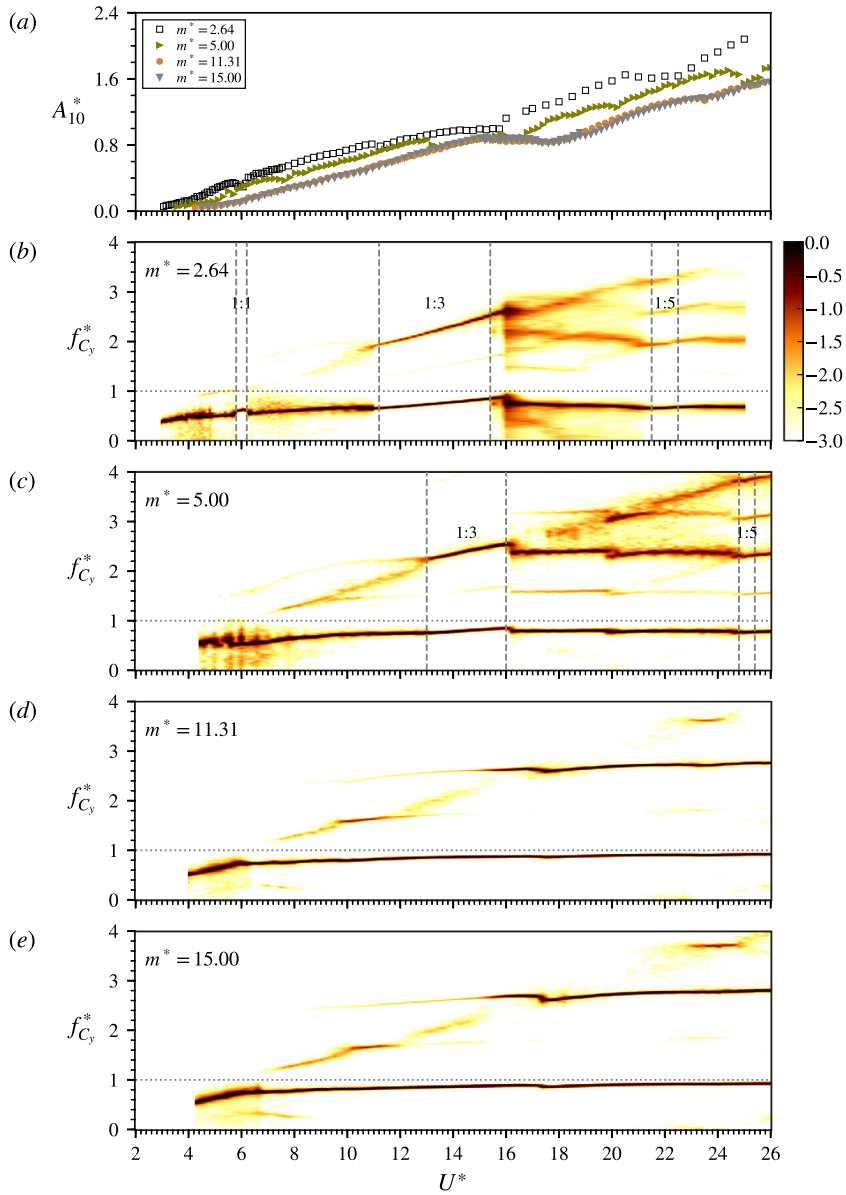 (a)
2.4
1.6
0.8
0.0
A*10
m* = 2.64
m* = 5.00
m* = 11.31
m* = 15.00
(b)
4
3
2
1
0
f*Cy
m* = 2.64
1:1
1:3
1:5
0.0
−0.5
−1.0
−1.5
−2.0
−2.5
−3.0
(c)
4
3
2
1
0
f*Cy
m* = 5.00
1:3
1:5
(d)
4
3
2
1
0
f*Cy
m* = 11.31
(e)
4
3
2
1
0
f*Cy
m* = 15.00
2 4 6 8 10 12 14 16 18 20 22 24 26
U*